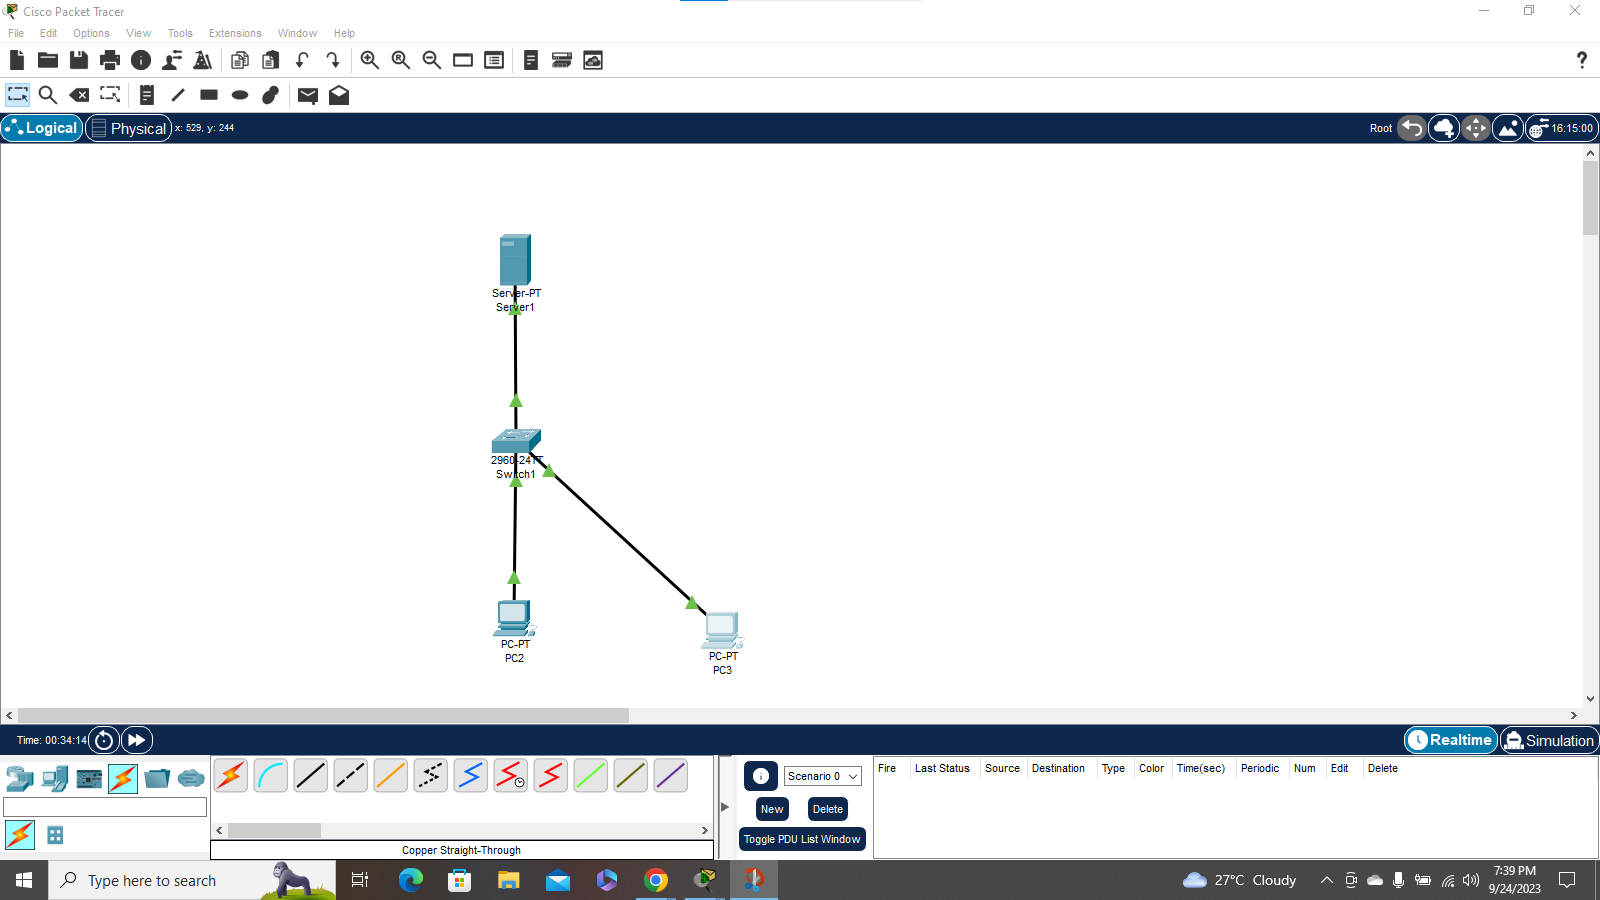 Cisco Packet Tracer
File Edit Options View Tools Extensions Window Help
Logical Physical x: 529, y: 244 Root 16:15:00
Server-PT
Server1
2960-24TT
Switch1
PC-PT
PC2
PC-PT
PC3
Time: 00:34:14 Realtime Simulation
Scenario 0 Fire Last Status Source Destination Type Color Time(sec) Periodic Num Edit Delete
New Delete
Toggle PDU List Window
Copper Straight-Through
Type here to search 27°C Cloudy 7:39 PM
9/24/2023